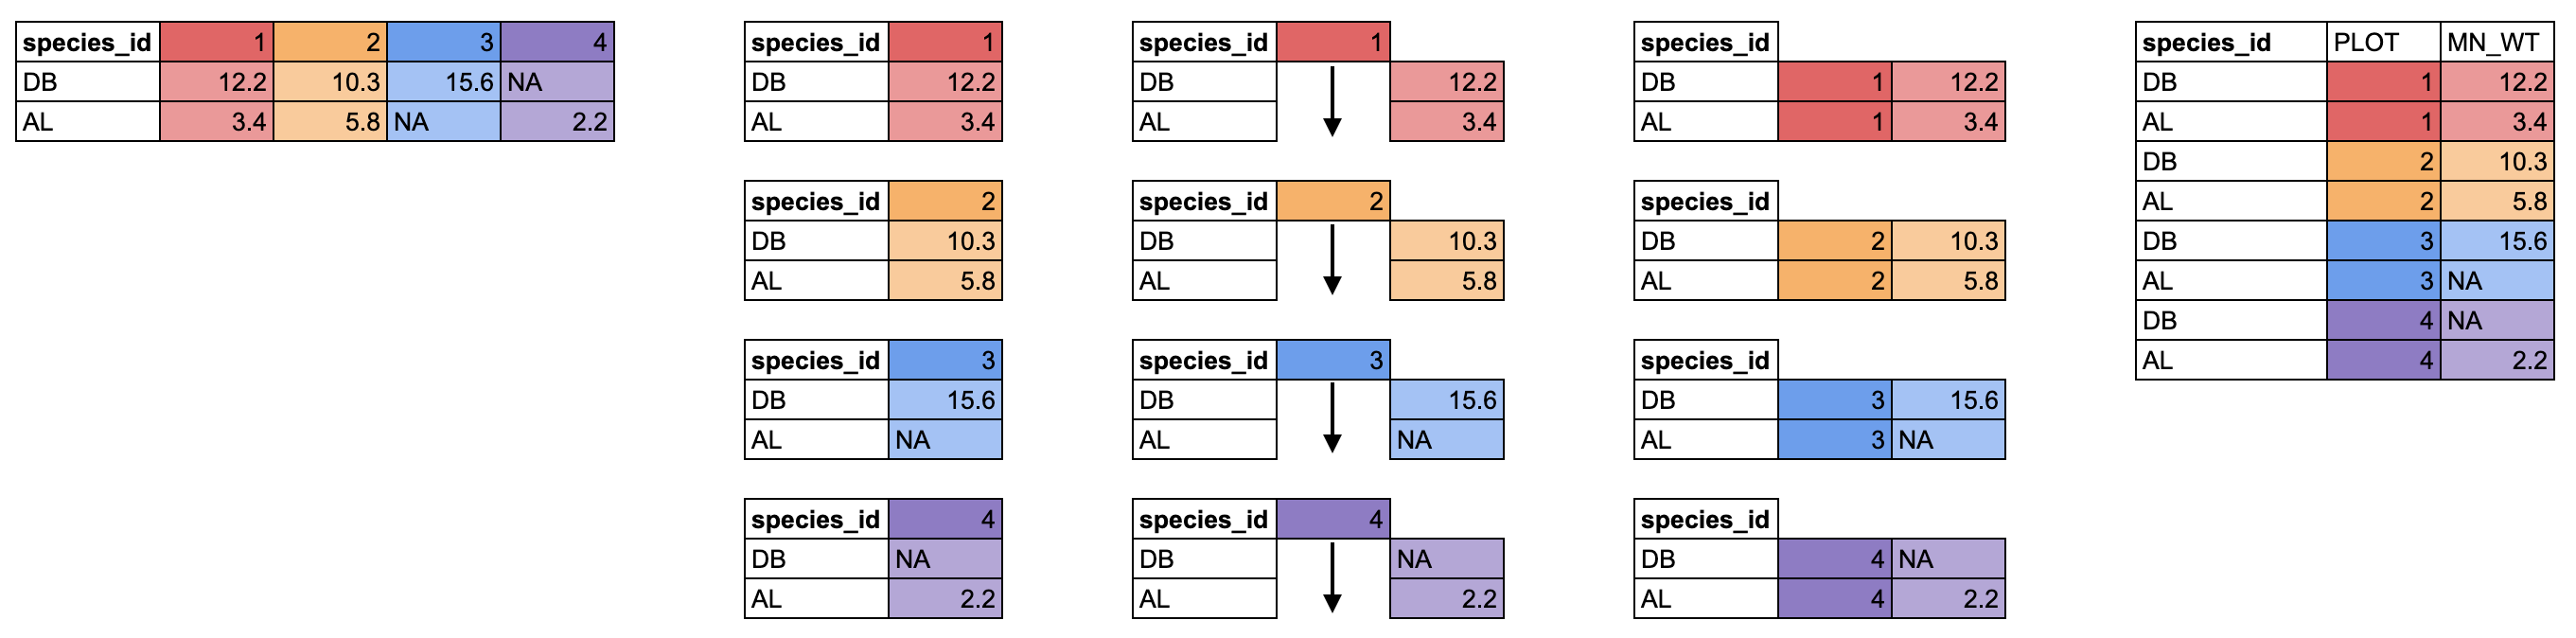 species_id 1 2 3 4
DB 12.2 10.3 15.6 NA
AL 3.4 5.8 NA 2.2
species_id 1
DB 12.2
AL 3.4
species_id 2
DB 10.3
AL 5.8
species_id 3
DB 15.6
AL NA
species_id 4
DB NA
AL 2.2
species_id 1
DB 12.2
AL 3.4
species_id 2
DB 10.3
AL 5.8
species_id 3
DB 15.6
AL NA
species_id 4
DB NA
AL 2.2
species_id
DB 1 12.2
AL 1 3.4
species_id
DB 2 10.3
AL 2 5.8
species_id
DB 3 15.6
AL 3 NA
species_id
DB 4 NA
AL 4 2.2
species_id PLOT MN_WT
DB 1 12.2
AL 1 3.4
DB 2 10.3
AL 2 5.8
DB 3 15.6
AL 3 NA
DB 4 NA
AL 4 2.2